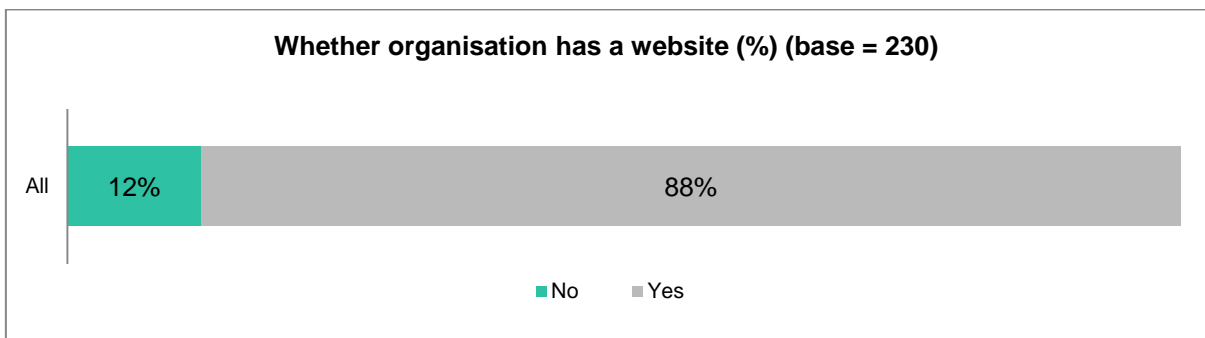 Whether organisation has a website (%) (base = 230)
All 12% 88%
No Yes